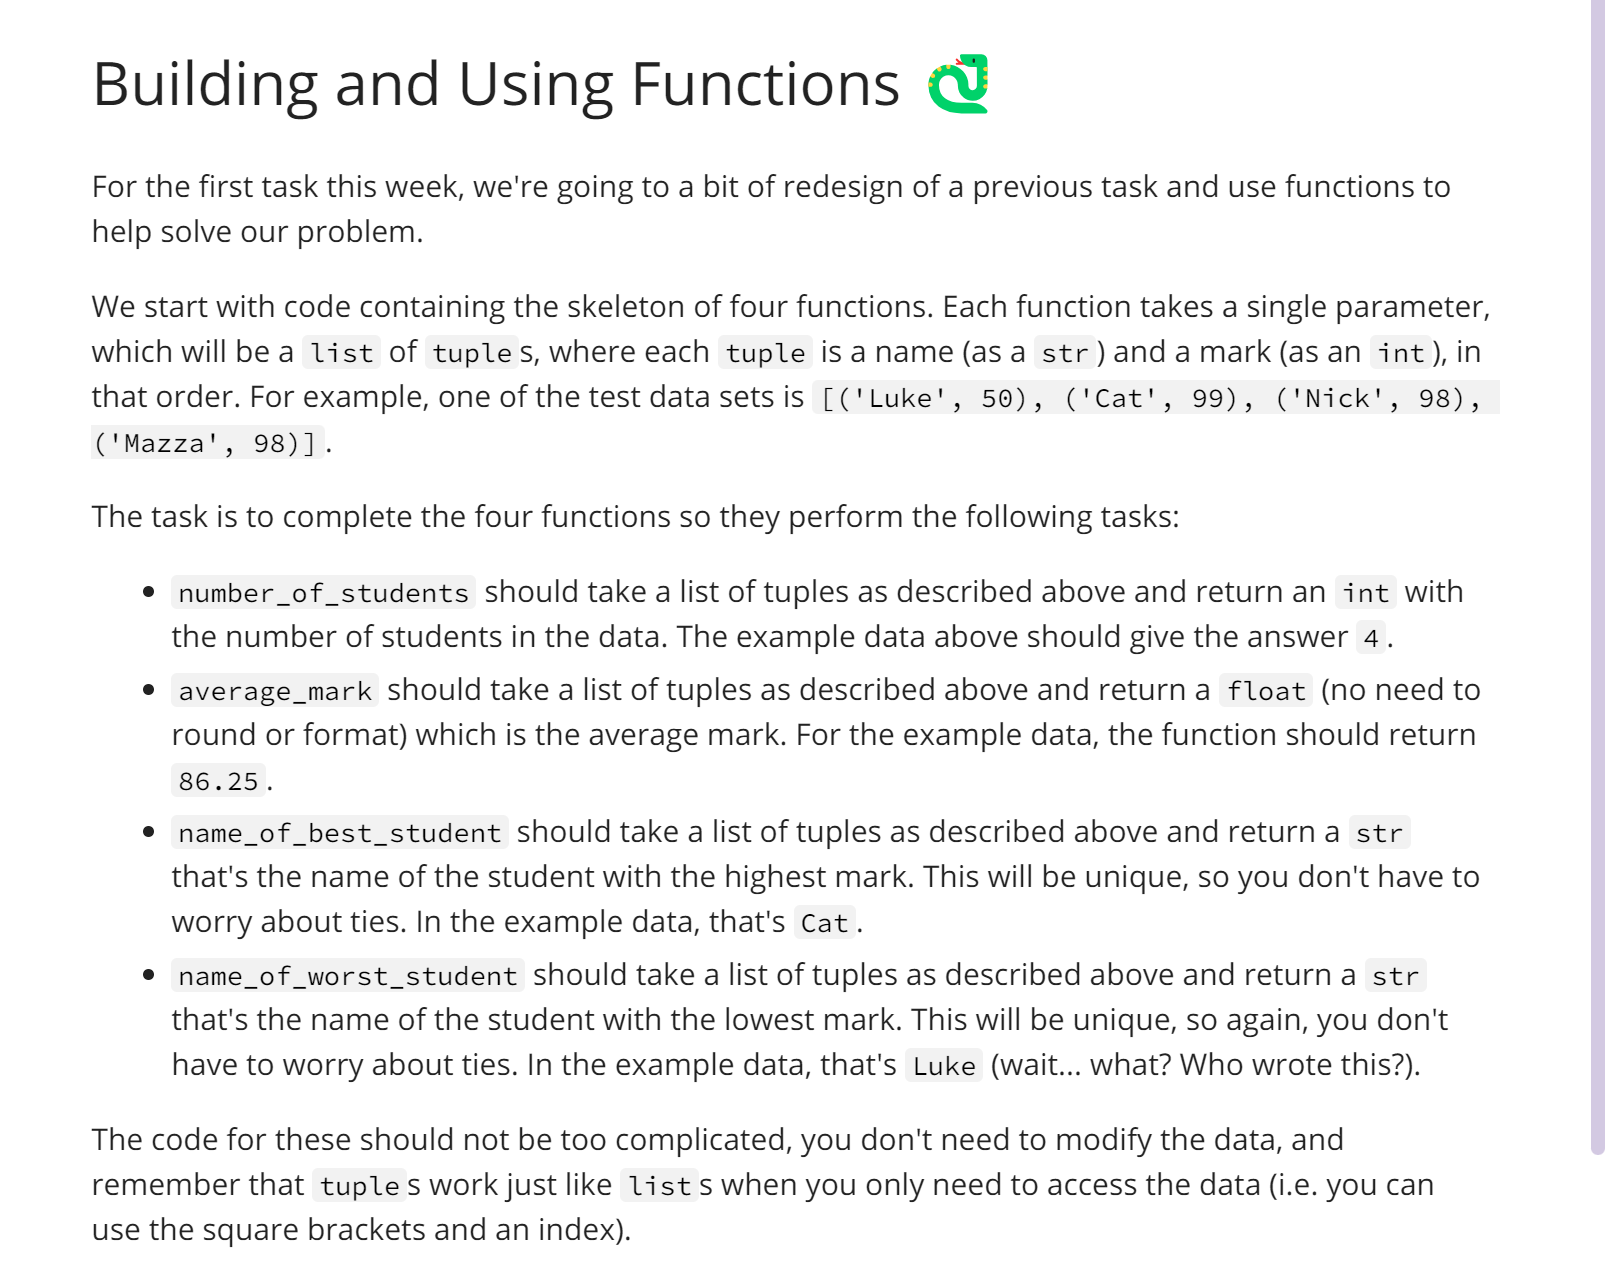 Building and Using Functions
For the first task this week, we're going to a bit of redesign of a previous task and use functions to
help solve our problem.
We start with code containing the skeleton of four functions. Each function takes a single parameter,
which will be a list of tuples, where each tuple is a name (as a str) and a mark (as an int), in
that order. For example, one of the test data sets is [('Luke', 50), ('Cat', 99), ('Nick', 98),
('Mazza', 98)].
The task is to complete the four functions so they perform the following tasks:
• number_of_students should take a list of tuples as described above and return an int with
the number of students in the data. The example data above should give the answer 4.
• average_mark should take a list of tuples as described above and return a float (no need to
round or format) which is the average mark. For the example data, the function should return
86.25.
• name_of_best_student should take a list of tuples as described above and return a str
that's the name of the student with the highest mark. This will be unique, so you don't have to
worry about ties. In the example data, that's Cat.
• name_of_worst_student should take a list of tuples as described above and return a str
that's the name of the student with the lowest mark. This will be unique, so again, you don't
have to worry about ties. In the example data, that's Luke (wait... what? Who wrote this?).
The code for these should not be too complicated, you don't need to modify the data, and
remember that tuples work just like lists when you only need to access the data (i.e. you can
use the square brackets and an index).